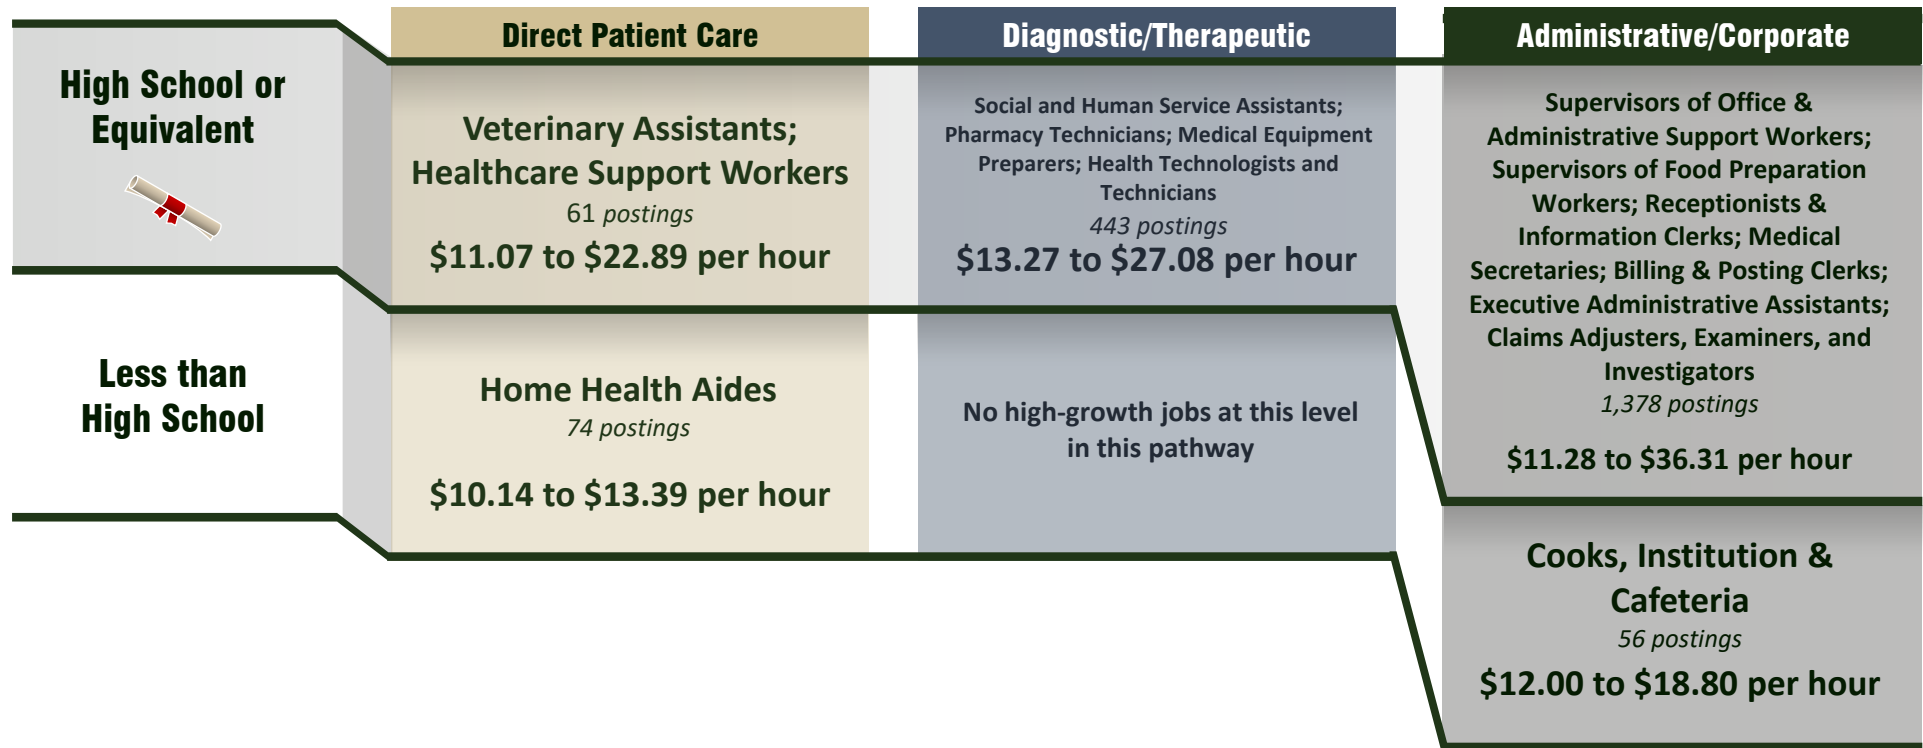 Direct Patient Care
Diagnostic/Therapeutic
Administrative/Corporate
High School or
Equivalent
Veterinary Assistants;
Healthcare Support Workers
61 postings
$11.07 to $22.89 per hour
Social and Human Service Assistants;
Pharmacy Technicians; Medical Equipment
Preparers; Health Technologists and
Technicians
443 postings
$13.27 to $27.08 per hour
Supervisors of Office &
Administrative Support Workers;
Supervisors of Food Preparation
Workers; Receptionists &
Information Clerks; Medical
Secretaries; Billing & Posting Clerks;
Executive Administrative Assistants;
Claims Adjusters, Examiners, and
Investigators
1,378 postings
$11.28 to $36.31 per hour
Less than
High School
Home Health Aides
74 postings
$10.14 to $13.39 per hour
No high-growth jobs at this level
in this pathway
Cooks, Institution &
Cafeteria
56 postings
$12.00 to $18.80 per hour